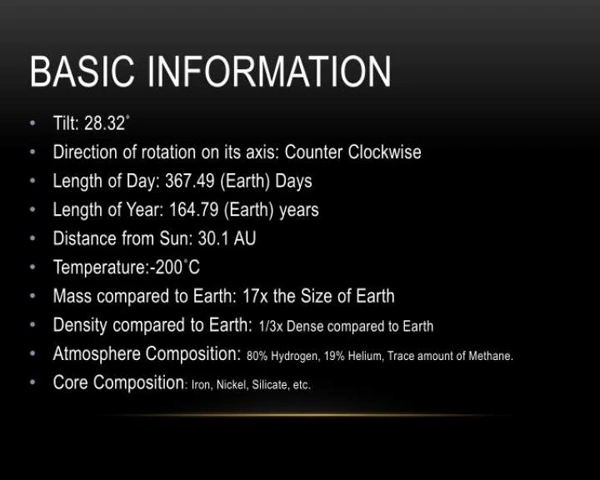 BASIC INFORMATION
• Tilt: 28.32°
• Direction of rotation on its axis: Counter Clockwise
• Length of Day: 367.49 (Earth) Days
• Length of Year: 164.79 (Earth) years
• Distance from Sun: 30.1 AU
• Temperature:-200°C
• Mass compared to Earth: 17x the Size of Earth
• Density compared to Earth: 1/3x Dense compared to Earth
• Atmosphere Composition: 80% Hydrogen, 19% Helium, Trace amount of Methane.
• Core Composition: Iron, Nickel, Silicate, etc.